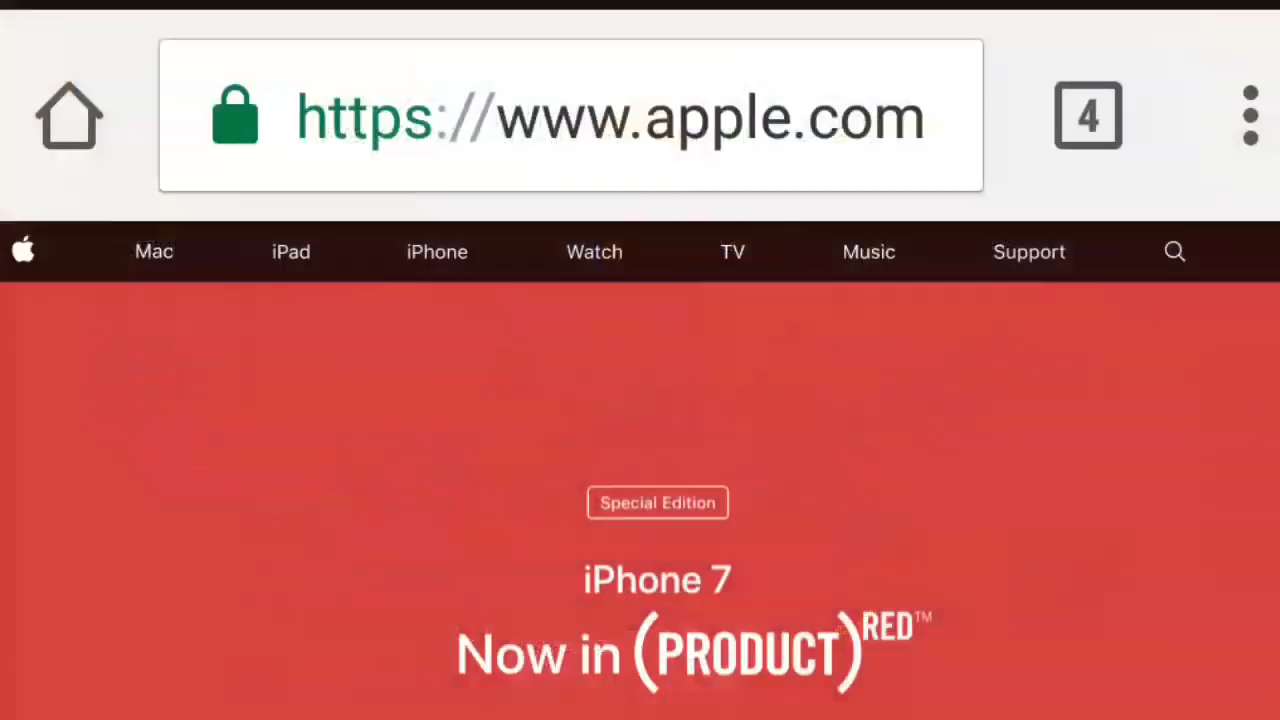 https://www.apple.com 4
Mac iPad iPhone Watch TV Music Support
Special Edition
iPhone 7
Now in (PRODUCT)RED™